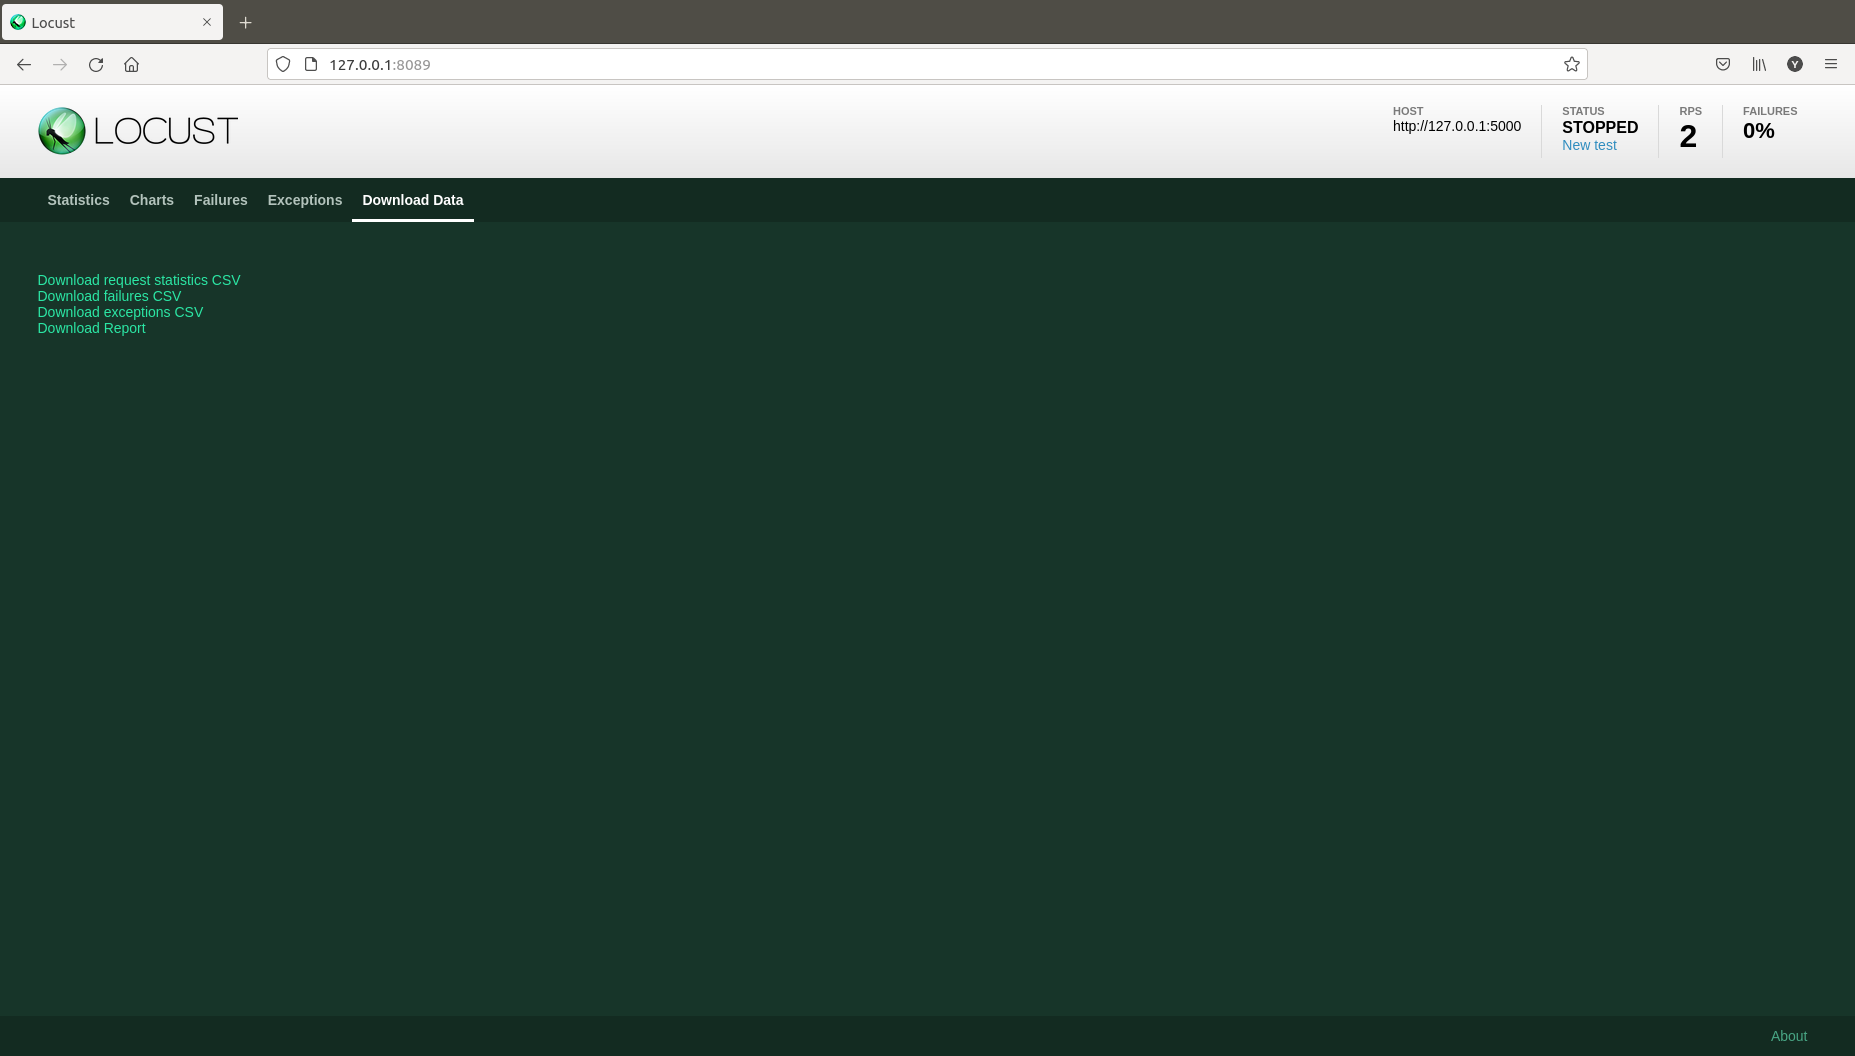 Locust
127.0.0.1:8089
LOCUST
HOST
http://127.0.0.1:5000
STATUS
STOPPED
New test
RPS
2
FAILURES
0%
Statistics Charts Failures Exceptions Download Data
Download request statistics CSV
Download failures CSV
Download exceptions CSV
Download Report
About